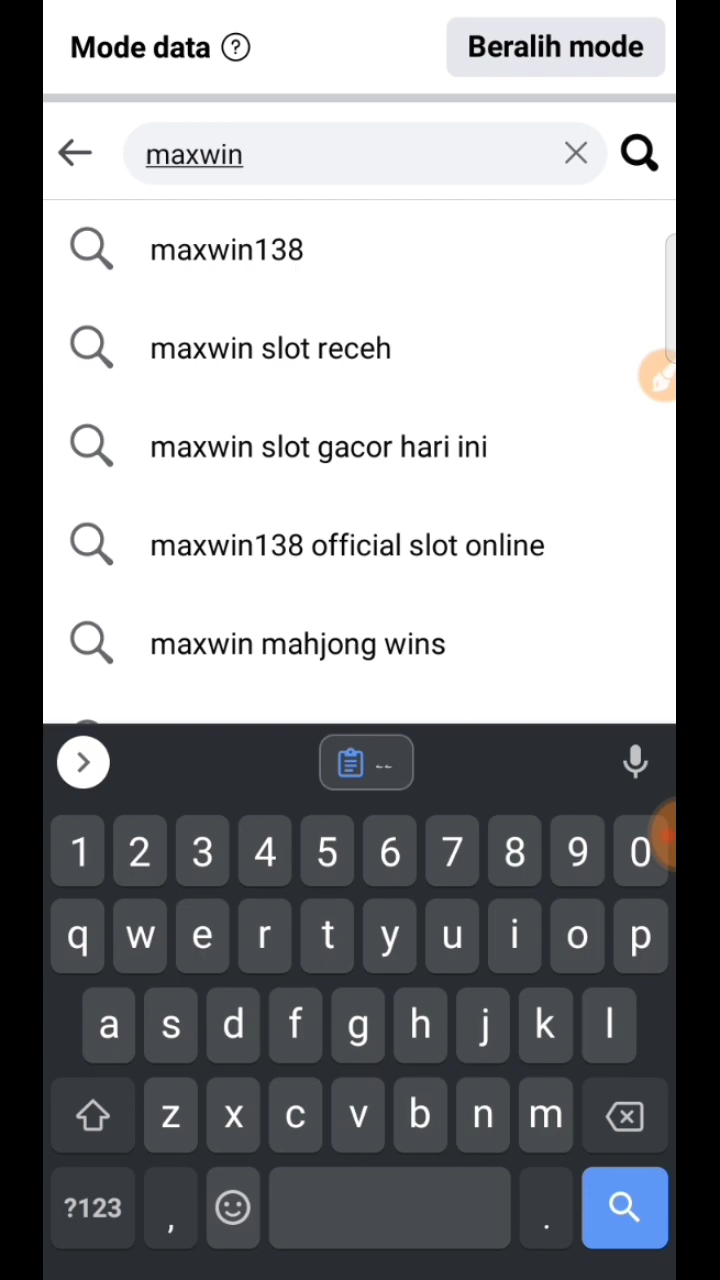 Mode data ?
Beralih mode
maxwin
maxwin138
maxwin slot receh
maxwin slot gacor hari ini
maxwin138 official slot online
maxwin mahjong wins
--
1 2 3 4 5 6 7 8 9 0
q w e r t y u i o p
a s d f g h j k l
z x c v b n m
?123 , .